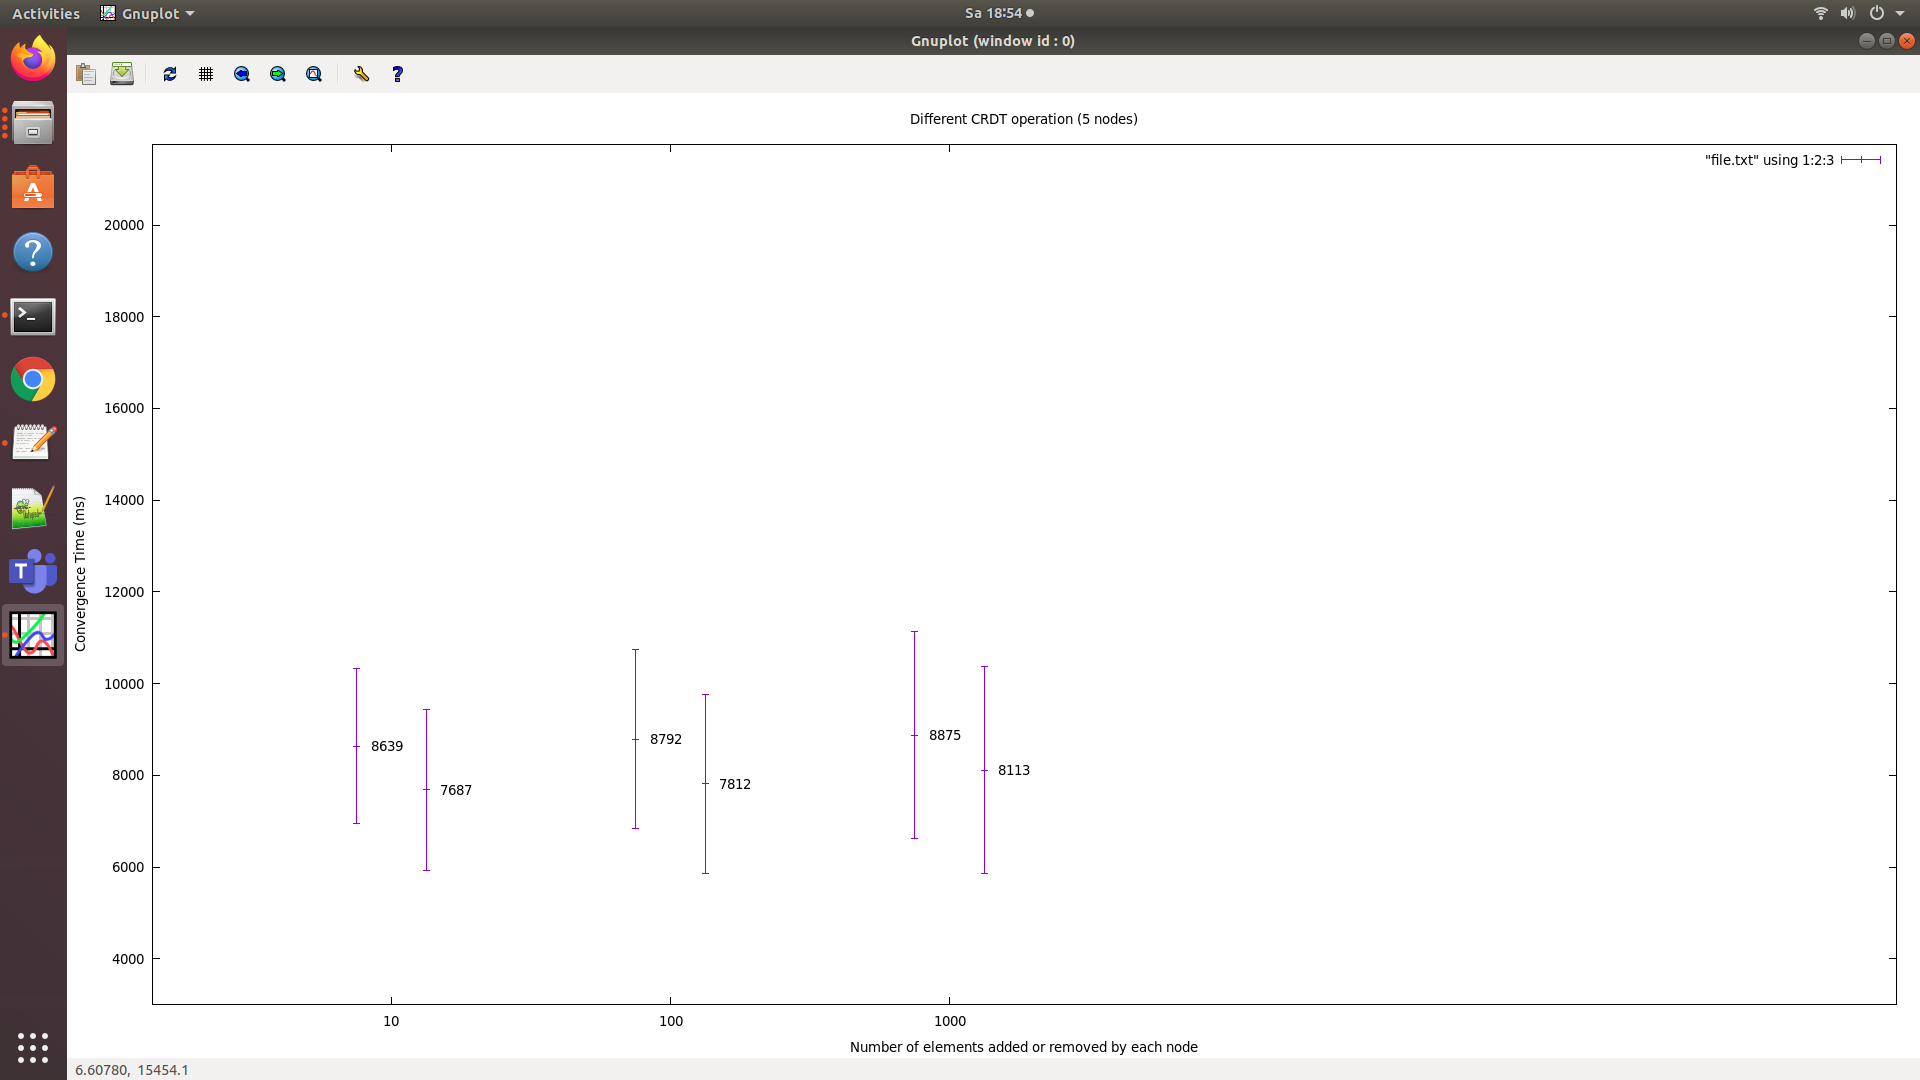 Activities Gnuplot Sa 18:54
Gnuplot (window id : 0)
Different CRDT operation (5 nodes)
"file.txt" using 1:2:3
20000
18000
16000
14000
12000
10000
8000
6000
4000
Convergence Time (ms)
8639
7687
8792
7812
8875
8113
10 100 1000
Number of elements added or removed by each node
6.60780, 15454.1